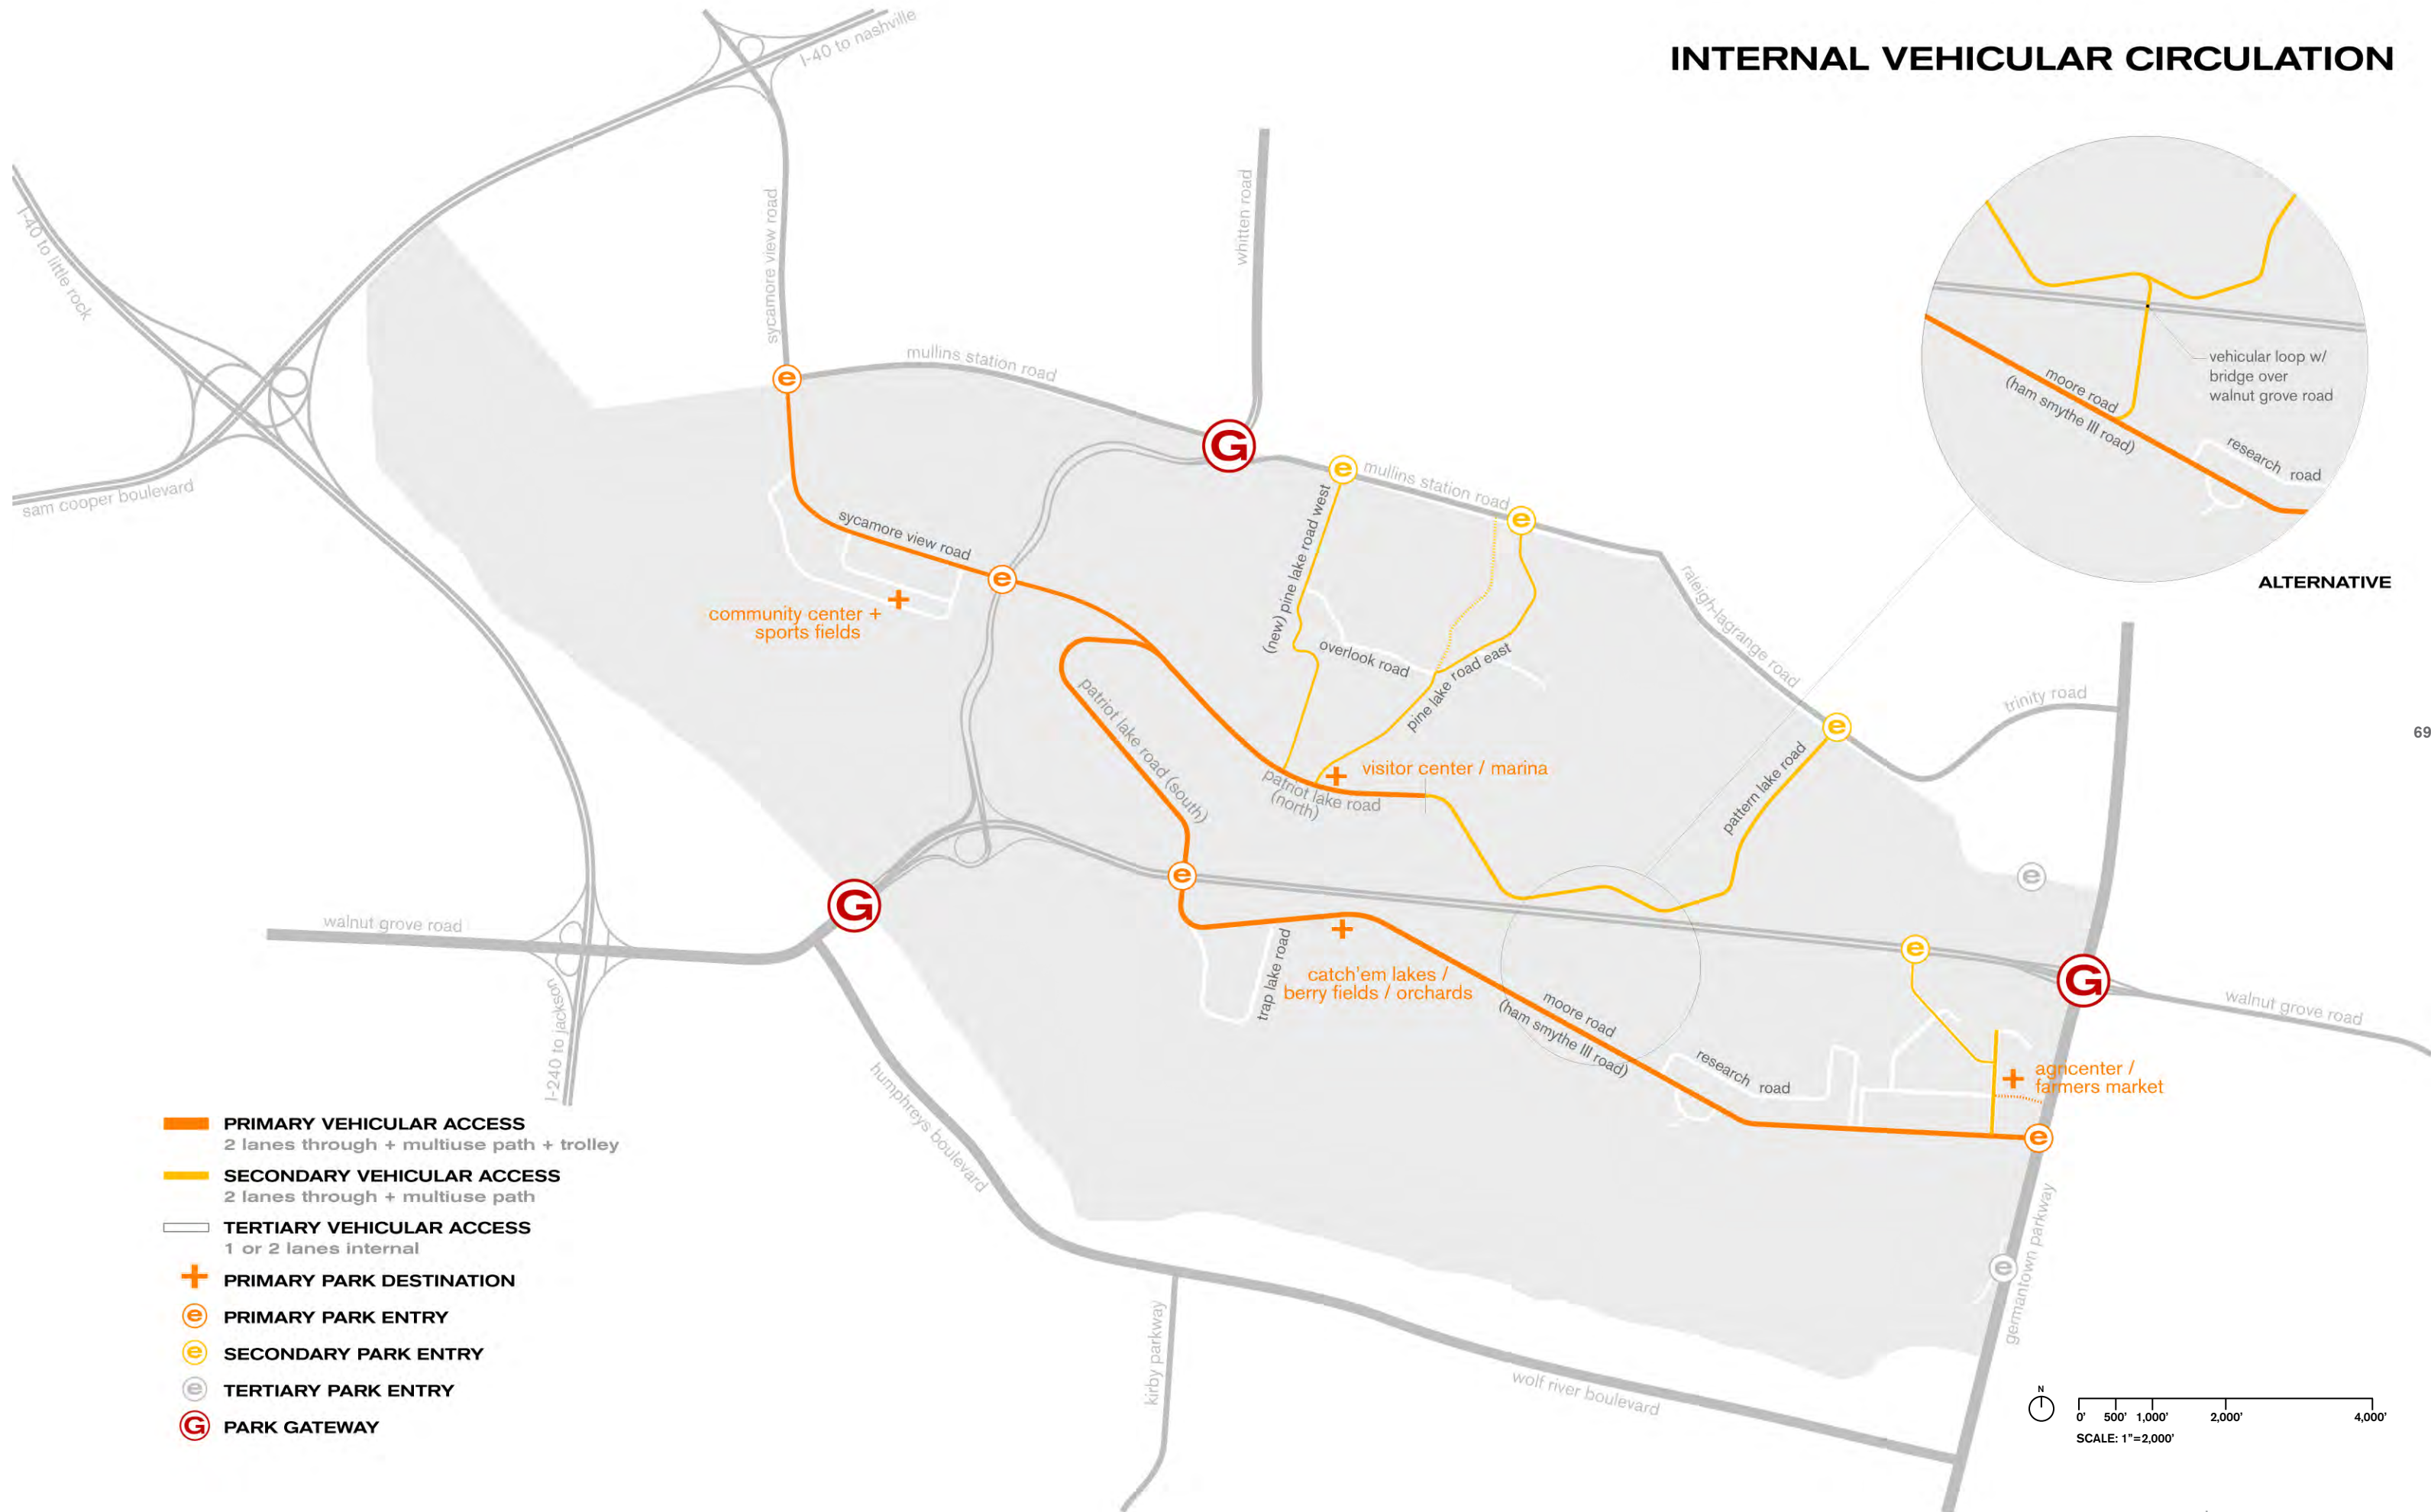 INTERNAL VEHICULAR CIRCULATION
I-40 to nashville
I-40 to little rock
sycamore view road
whitten road
mullins station road
sam cooper boulevard
G
e
e
mullins station road
e
sycamore view road
e
(new) pine lake road west
overlook road
pine lake road east
community center +
sports fields
raleigh-lagrange road
e
trinity road
patriot lake road (south)
visitor center / marina
patriot lake road
(north)
pattern lake road
vehicular loop w/
bridge over
walnut grove road
moore road
(ham smythe III road)
research road
ALTERNATIVE
69
e
e
G
walnut grove road
e
G
walnut grove road
trap lake road
catch'em lakes /
berry fields / orchards
moore road
(ham smythe III road)
research road
agricenter /
farmers market
e
I-240 to jackson
humphreys boulevard
germantown parkway
e
kirby parkway
wolf river boulevard
PRIMARY VEHICULAR ACCESS
2 lanes through + multiuse path + trolley
SECONDARY VEHICULAR ACCESS
2 lanes through + multiuse path
TERTIARY VEHICULAR ACCESS
1 or 2 lanes internal
PRIMARY PARK DESTINATION
e PRIMARY PARK ENTRY
e SECONDARY PARK ENTRY
e TERTIARY PARK ENTRY
G PARK GATEWAY
N
0' 500' 1,000' 2,000' 4,000'
SCALE: 1"=2,000'